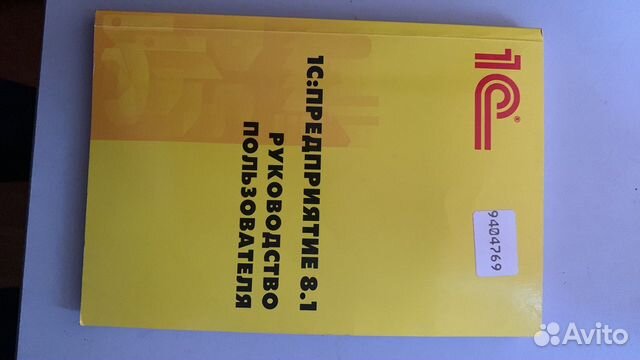 1С®
1С:ПРЕДПРИЯТИЕ 8.1
РУКОВОДСТВО
ПОЛЬЗОВАТЕЛЯ
9404769
Avito